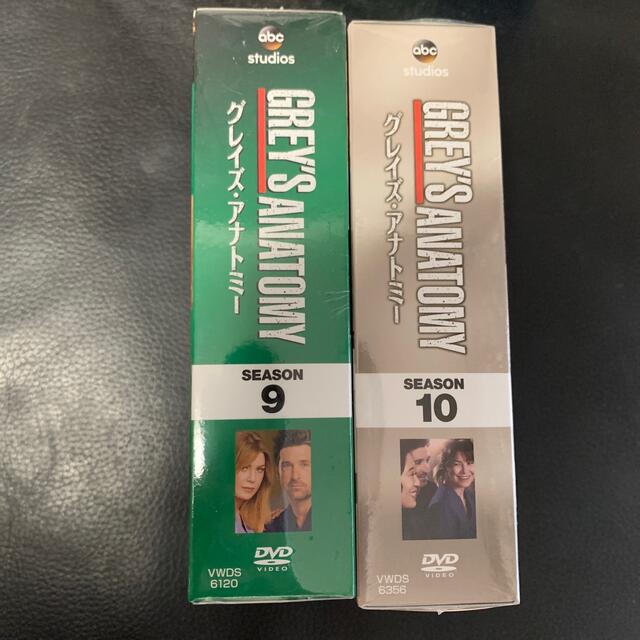 abc
studios
GREY'S ANATOMY
グレイズ・アナトミー
SEASON
9
DVD
VIDEO
VWDS
6120
abc
studios
GREY'S ANATOMY
グレイズ・アナトミー
SEASON
10
DVD
VIDEO
VWDS
6356